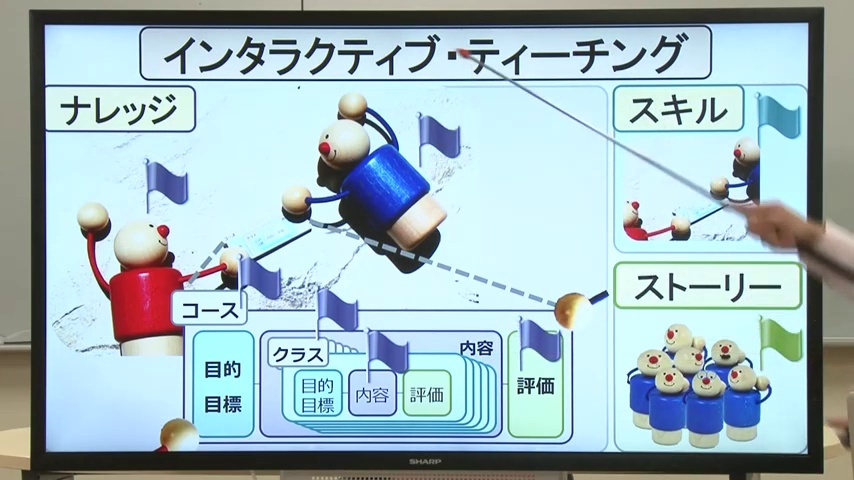 インタラクティブ・ティーチング
ナレッジ
スキル
コース
ストーリー
目的
目標
クラス
内容
目的
目標
内容
評価
評価
SHARP